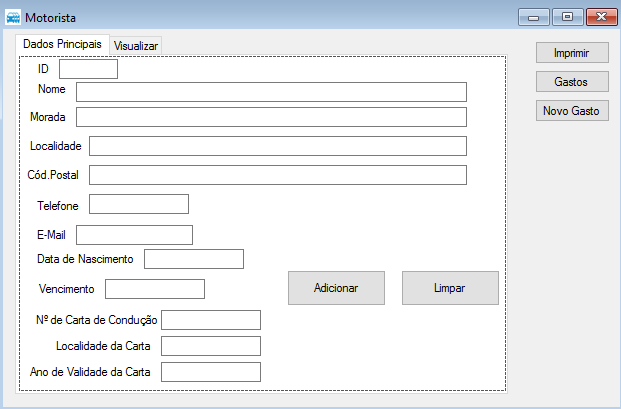 Motorista
Dados Principais Visualizar
Imprimir
ID
Nome
Gastos
Morada
Novo Gasto
Localidade
Cód.Postal
Telefone
E-Mail
Data de Nascimento
Vencimento
Adicionar Limpar
Nº de Carta de Condução
Localidade da Carta
Ano de Validade da Carta